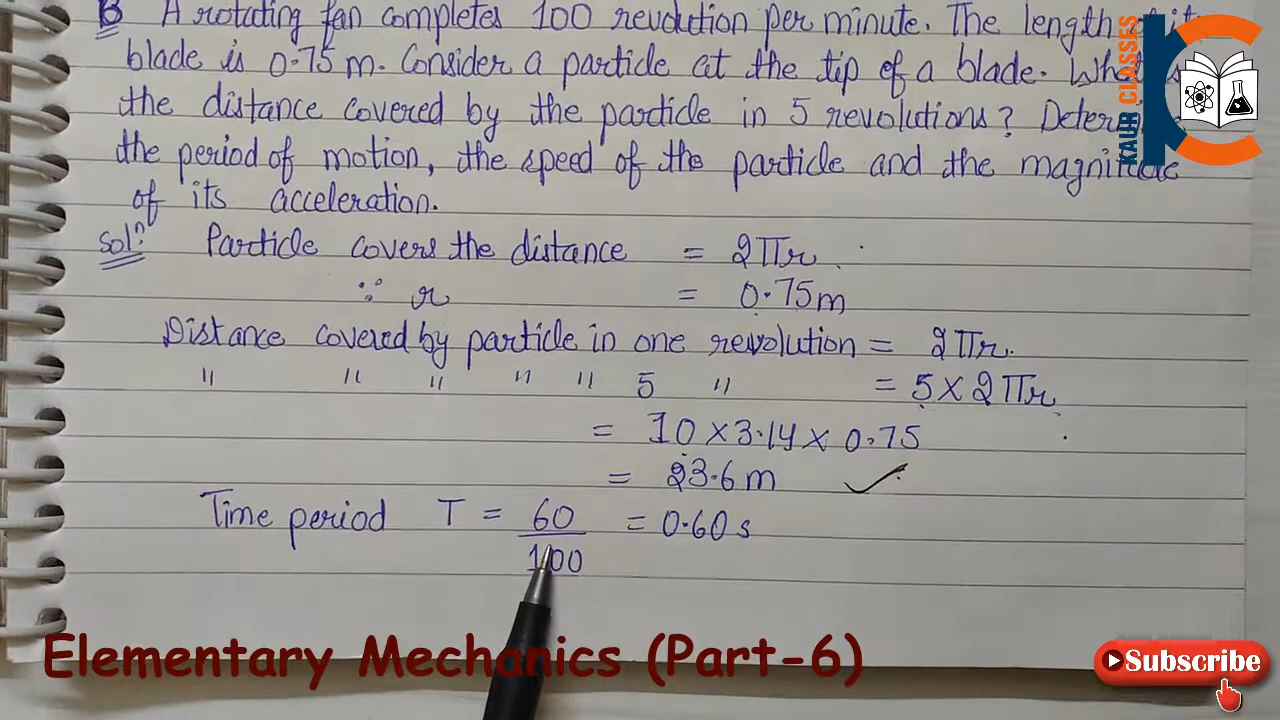 B A rotating fan completes 100 revolution per minute. The length of its
blade is 0.75 m. Consider a particle at the tip of a blade. What is
the distance covered by the particle in 5 revolutions? Determine
the period of motion, the speed of the particle and the magnitude
of its acceleration.
Solⁿ: Particle covers the distance = 2πr
∵ r = 0.75m
Distance covered by particle in one revolution = 2πr.
" " " " " 5 " = 5×2πr
= 10×3.14×0.75
= 23.6m ✓
Time period T = 60/100 = 0.60s
KAUR CLASSES
Elementary Mechanics (Part-6)
Subscribe